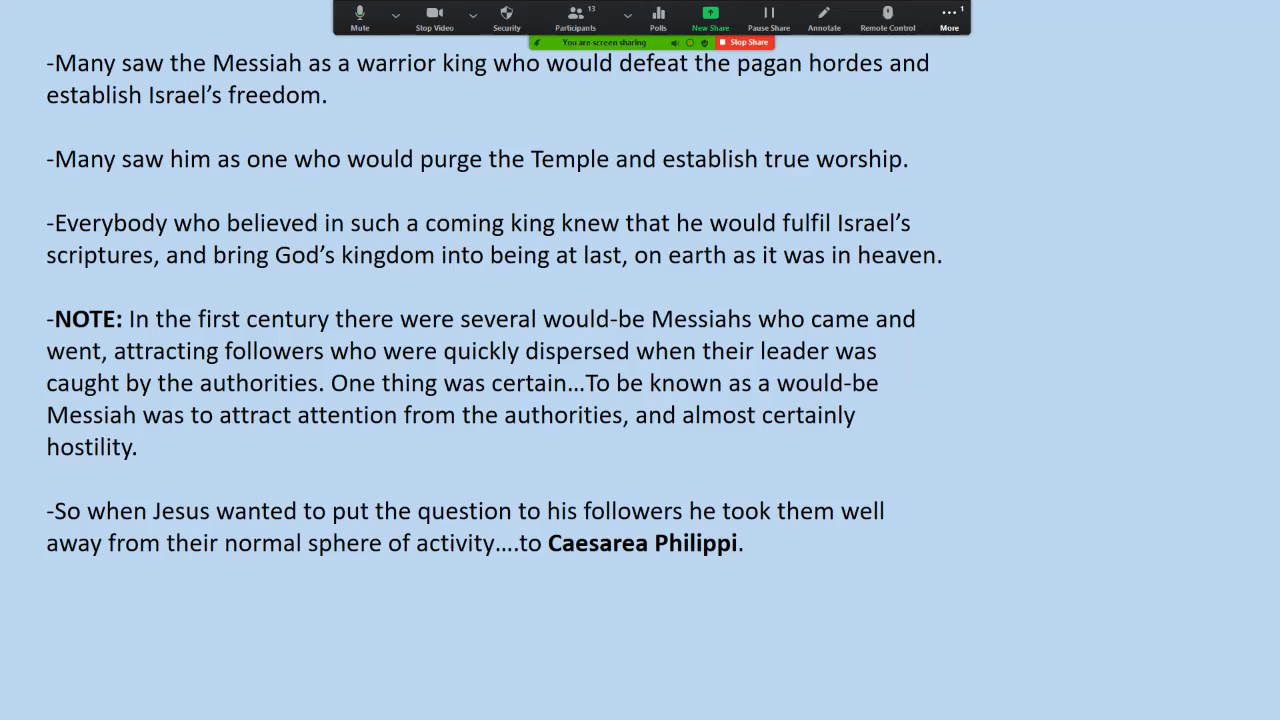 Mute
Stop Video
Security
13
Participants
Polls
New Share
Pause Share
Annotate
Remote Control
1
More
You are screen sharing
Stop Share
-Many saw the Messiah as a warrior king who would defeat the pagan hordes and
establish Israel’s freedom.
-Many saw him as one who would purge the Temple and establish true worship.
-Everybody who believed in such a coming king knew that he would fulfil Israel’s
scriptures, and bring God’s kingdom into being at last, on earth as it was in heaven.
-NOTE: In the first century there were several would-be Messiahs who came and
went, attracting followers who were quickly dispersed when their leader was
caught by the authorities. One thing was certain…To be known as a would-be
Messiah was to attract attention from the authorities, and almost certainly
hostility.
-So when Jesus wanted to put the question to his followers he took them well
away from their normal sphere of activity….to Caesarea Philippi.